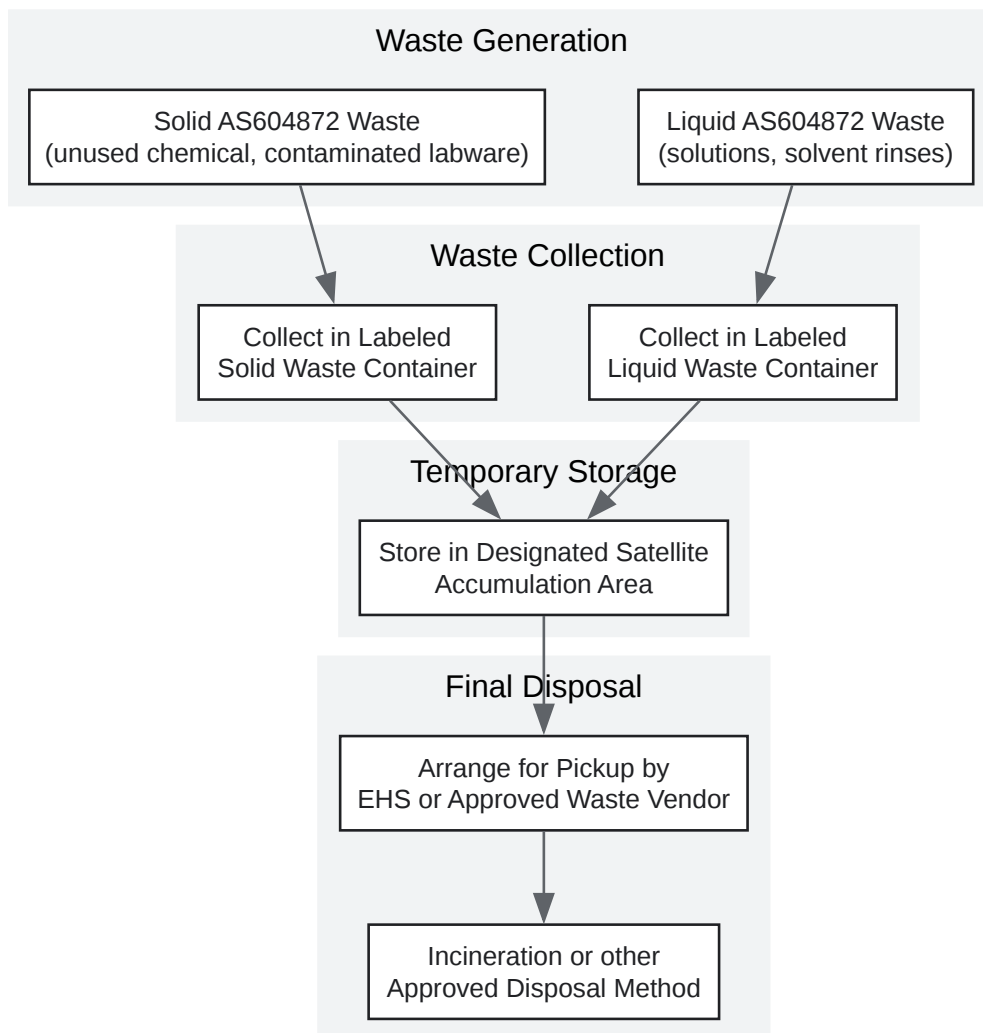 Waste Generation
Solid AS604872 Waste
(unused chemical, contaminated labware)
Liquid AS604872 Waste
(solutions, solvent rinses)
Waste Collection
Collect in Labeled
Solid Waste Container
Collect in Labeled
Liquid Waste Container
Temporary Storage
Store in Designated Satellite
Accumulation Area
Final Disposal
Arrange for Pickup by
EHS or Approved Waste Vendor
Incineration or other
Approved Disposal Method